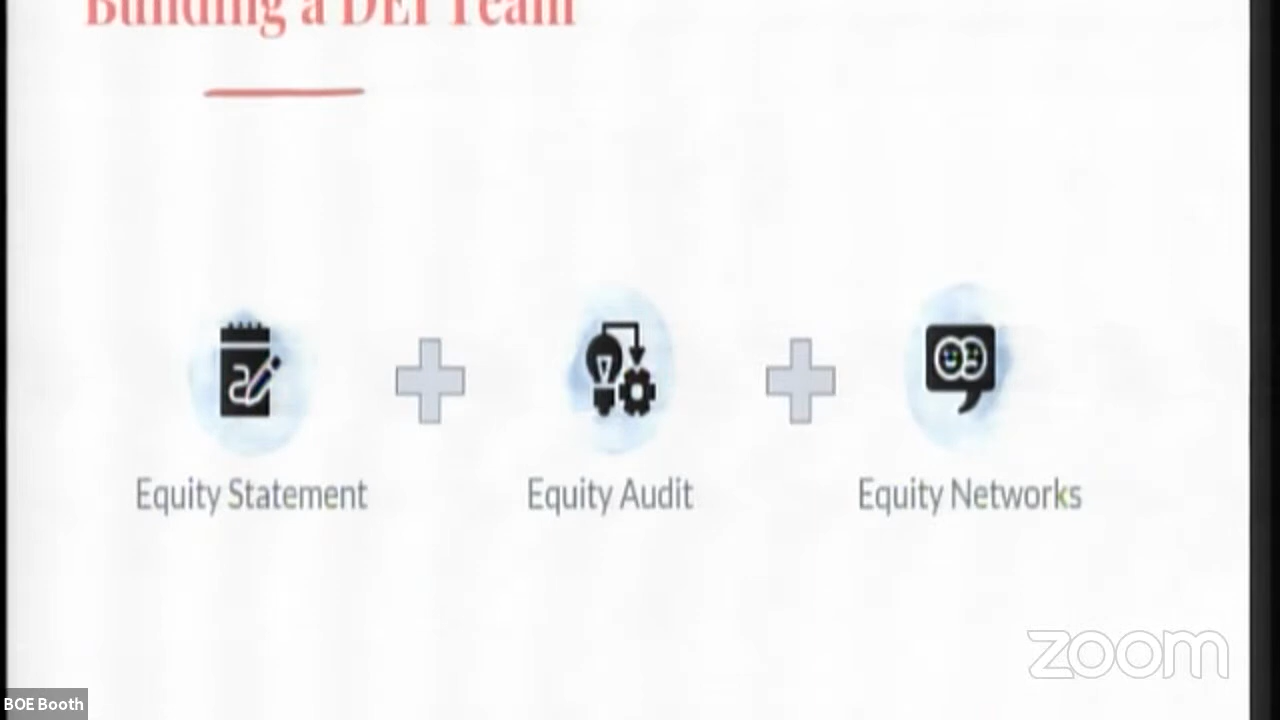 Building a DEI Team
Equity Statement
Equity Audit
Equity Networks
zoom
BOE Booth